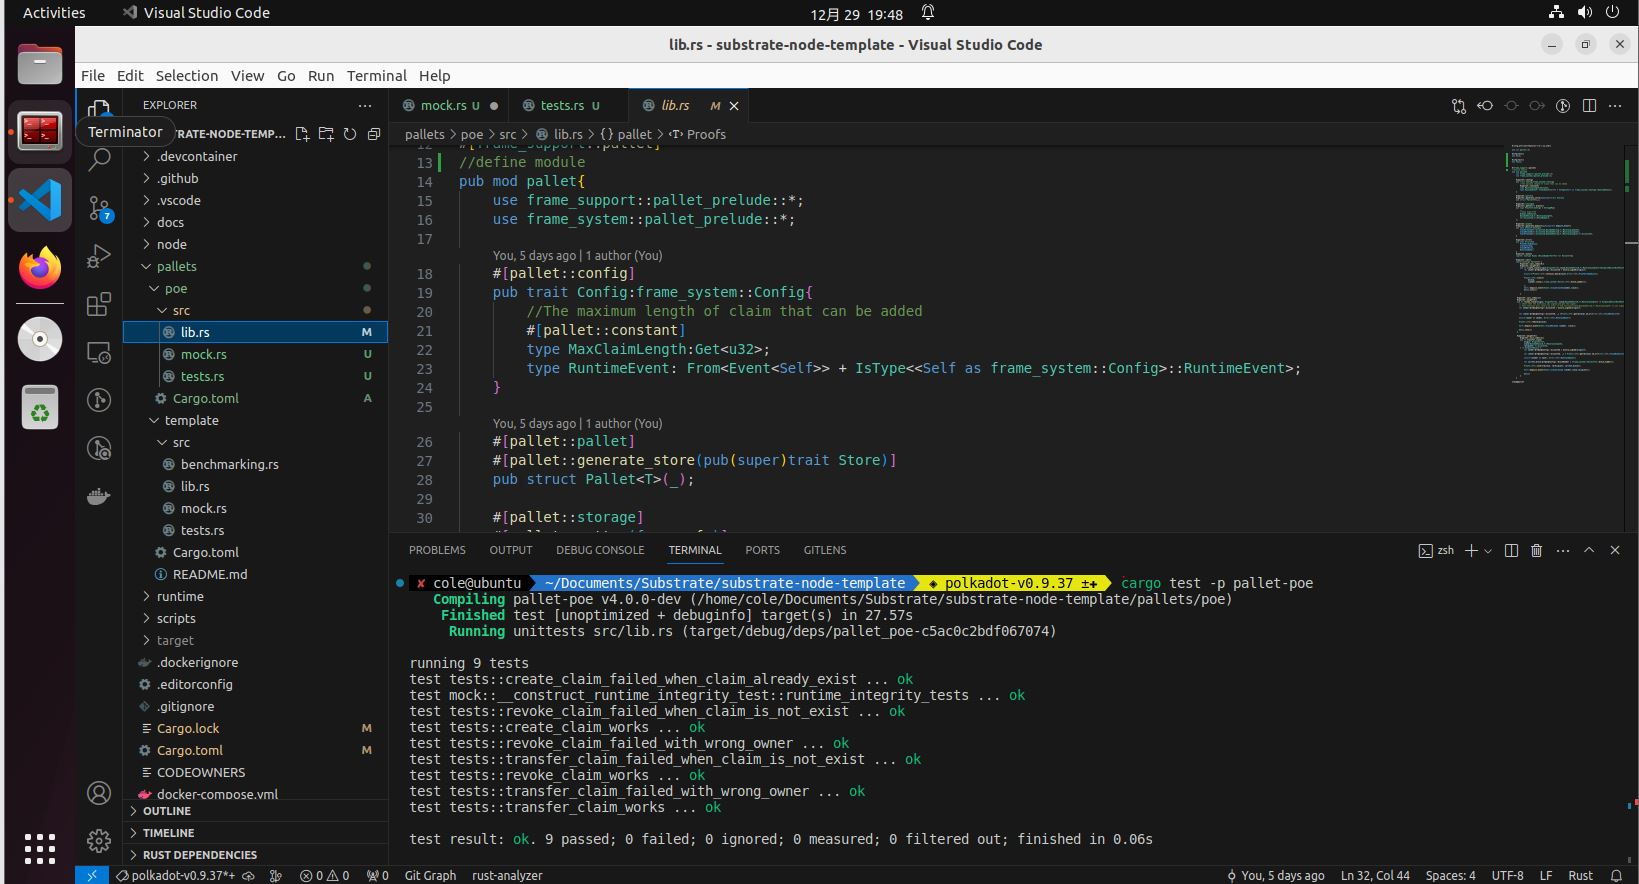 Activities
Visual Studio Code
12月 29 19:48
lib.rs - substrate-node-template - Visual Studio Code
File Edit Selection View Go Run Terminal Help
EXPLORER
mock.rs U
tests.rs U
lib.rs M
Terminator
STRATE-NODE-TEMP...
pallets > poe > src > lib.rs > {} pallet > Proofs
.devcontainer
.github
.vscode
docs
node
pallets
poe
src
lib.rs M
mock.rs U
tests.rs U
Cargo.toml A
template
src
benchmarking.rs
lib.rs
mock.rs
tests.rs
Cargo.toml
README.md
runtime
scripts
target
.dockerignore
.editorconfig
.gitignore
Cargo.lock M
Cargo.toml M
CODEOWNERS
docker-compose.yml
OUTLINE
TIMELINE
RUST DEPENDENCIES
7
12 #[frame_support::pallet]
13 //define module
14 pub mod pallet{
15 use frame_support::pallet_prelude::*;
16 use frame_system::pallet_prelude::*;
17
You, 5 days ago | 1 author (You)
18 #[pallet::config]
19 pub trait Config:frame_system::Config{
20 //The maximum length of claim that can be added
21 #[pallet::constant]
22 type MaxClaimLength:Get<u32>;
23 type RuntimeEvent: From<Event<Self>> + IsType<<Self as frame_system::Config>::RuntimeEvent>;
24 }
25
You, 5 days ago | 1 author (You)
26 #[pallet::pallet]
27 #[pallet::generate_store(pub(super)trait Store)]
28 pub struct Pallet<T>(_);
29
30 #[pallet::storage]
PROBLEMS OUTPUT DEBUG CONSOLE TERMINAL PORTS GITLENS
zsh
✘ cole@ubuntu ~/Documents/Substrate/substrate-node-template ◈ polkadot-v0.9.37 ±✚ cargo test -p pallet-poe
Compiling pallet-poe v4.0.0-dev (/home/cole/Documents/Substrate/substrate-node-template/pallets/poe)
Finished test [unoptimized + debuginfo] target(s) in 27.57s
Running unittests src/lib.rs (target/debug/deps/pallet_poe-c5ac0c2bdf067074)
running 9 tests
test tests::create_claim_failed_when_claim_already_exist ... ok
test mock::__construct_runtime_integrity_test::runtime_integrity_tests ... ok
test tests::revoke_claim_failed_when_claim_is_not_exist ... ok
test tests::create_claim_works ... ok
test tests::revoke_claim_failed_with_wrong_owner ... ok
test tests::transfer_claim_failed_when_claim_is_not_exist ... ok
test tests::revoke_claim_works ... ok
test tests::transfer_claim_failed_with_wrong_owner ... ok
test tests::transfer_claim_works ... ok
test result: ok. 9 passed; 0 failed; 0 ignored; 0 measured; 0 filtered out; finished in 0.06s
polkadot-v0.9.37*+
0 0
0
Git Graph
rust-analyzer
You, 5 days ago
Ln 32, Col 44
Spaces: 4
UTF-8
LF
Rust